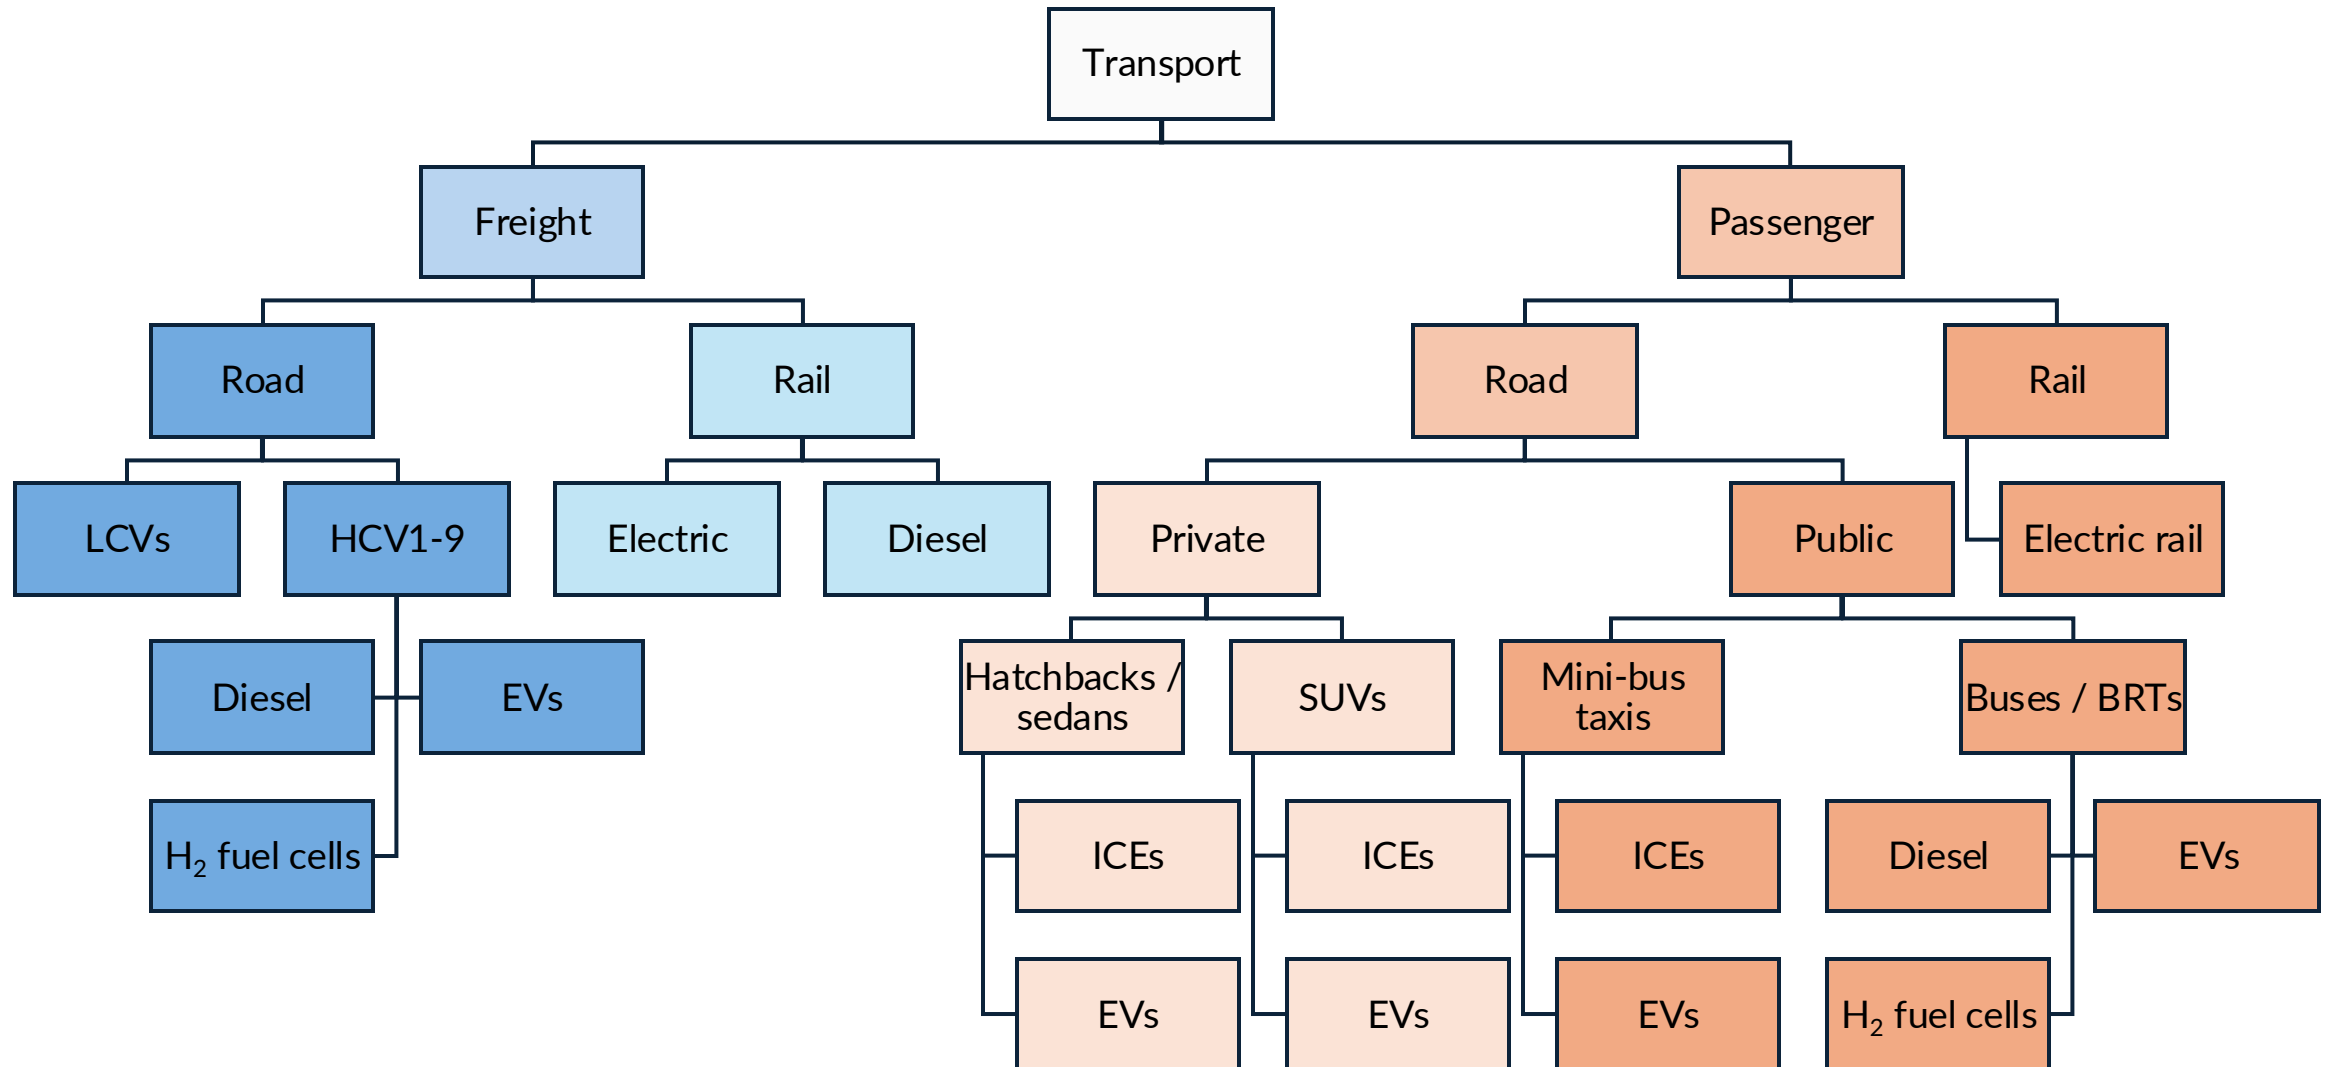 Transport
Freight
Passenger
Road
Rail
Road
Rail
LCVs
HCV1-9
Electric
Diesel
Private
Public
Electric rail
Diesel
EVs
Hatchbacks /
sedans
SUVs
Mini-bus
taxis
Buses / BRTs
H₂ fuel cells
ICEs
ICEs
ICEs
Diesel
EVs
EVs
EVs
EVs
H₂ fuel cells